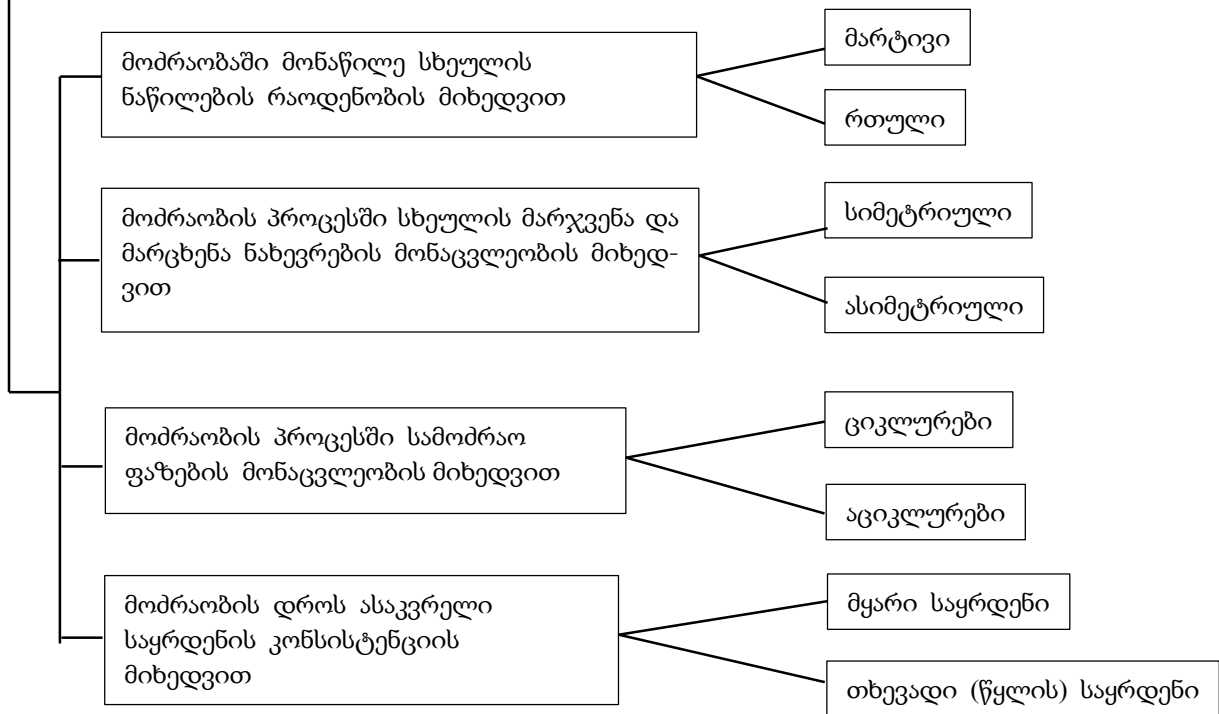 მოძრაობაში მონაწილე სხეულის
ნაწილების რაოდენობის მიხედვით
მარტივი
რთული
მოძრაობის პროცესში სხეულის მარჯვენა და
მარცხენა ნახევრების მონაცვლეობის მიხედ-
ვით
სიმეტრიული
ასიმეტრიული
მოძრაობის პროცესში სამოძრაო
ფაზების მონაცვლეობის მიხედვით
ციკლურები
აციკლურები
მოძრაობის დროს ასაკვრელი
საყრდენის კონსისტენციის
მიხედვით
მყარი საყრდენი
თხევადი (წყლის) საყრდენი